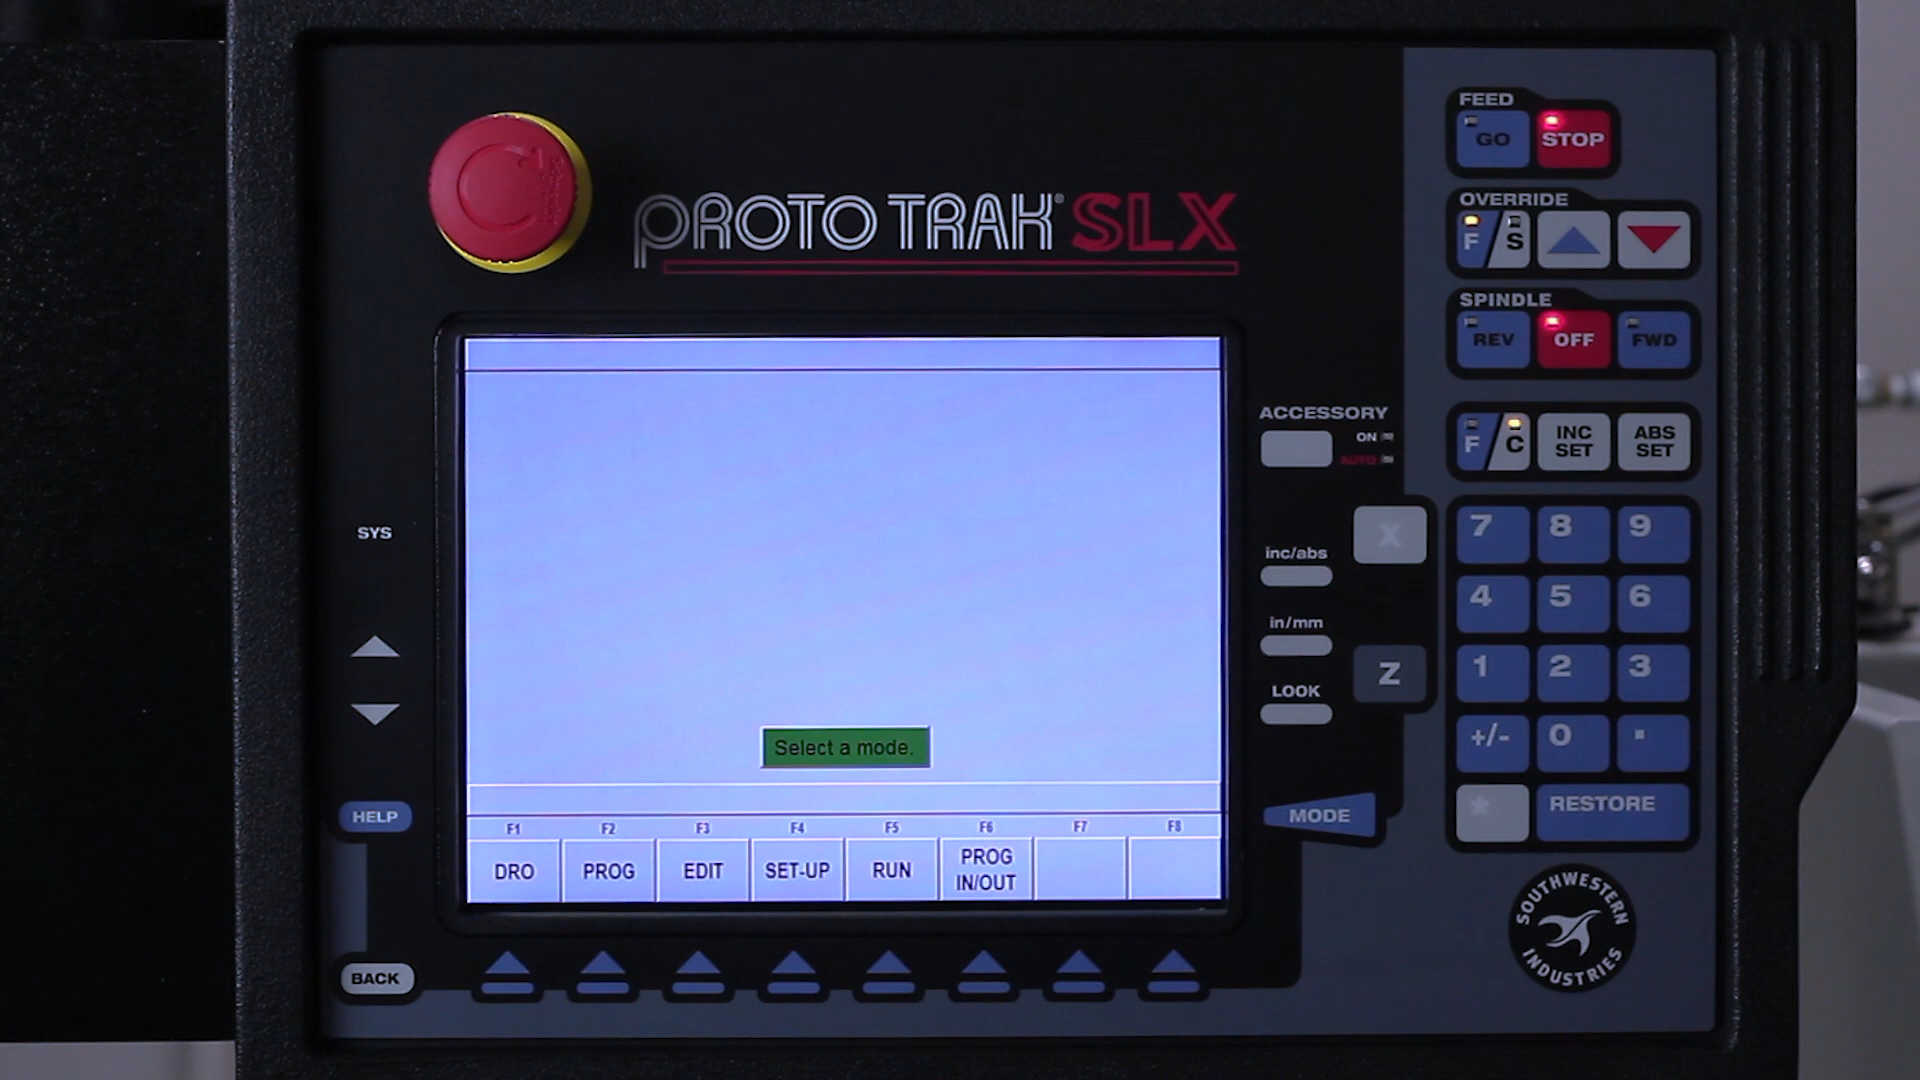 PROTOTRAK® SLX
FEED
GO STOP
OVERRIDE
F S
SPINDLE
REV OFF FWD
F C INC SET ABS SET
ACCESSORY
ON
AUTO
SYS
inc/abs
X
in/mm
Z
LOOK
7 8 9
4 5 6
1 2 3
+/- 0 .
* RESTORE
Select a mode.
HELP
MODE
F1 F2 F3 F4 F5 F6 F7 F8
DRO PROG EDIT SET-UP RUN PROG IN/OUT
BACK
SOUTHWESTERN
INDUSTRIES